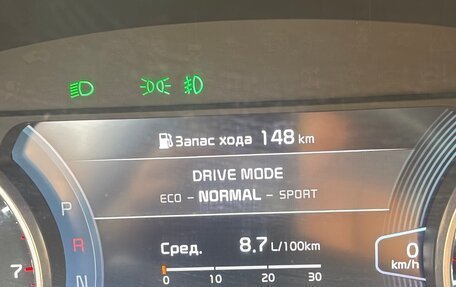 Запас хода 148 km
DRIVE MODE
ECO – NORMAL – SPORT
P
Сред. 8.7 L/100km
R
0
km/h
7
N
0 10 20 30